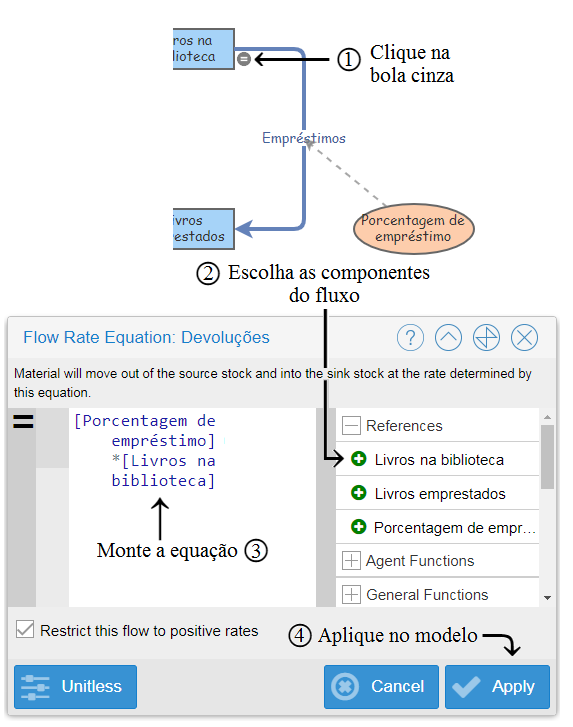 ros na
lioteca
=
1 Clique na
bola cinza
Empréstimos
ivros
restados
Porcentagem de
empréstimo
2 Escolha as componentes
do fluxo
Flow Rate Equation: Devoluções
?
Material will move out of the source stock and into the sink stock at the rate determined by
this equation.
=
[Porcentagem de
empréstimo]
*[Livros na
biblioteca]
References
Livros na biblioteca
Livros emprestados
Porcentagem de empr...
Agent Functions
General Functions
Monte a equação 3
Restrict this flow to positive rates
4 Aplique no modelo
Unitless
Cancel
Apply